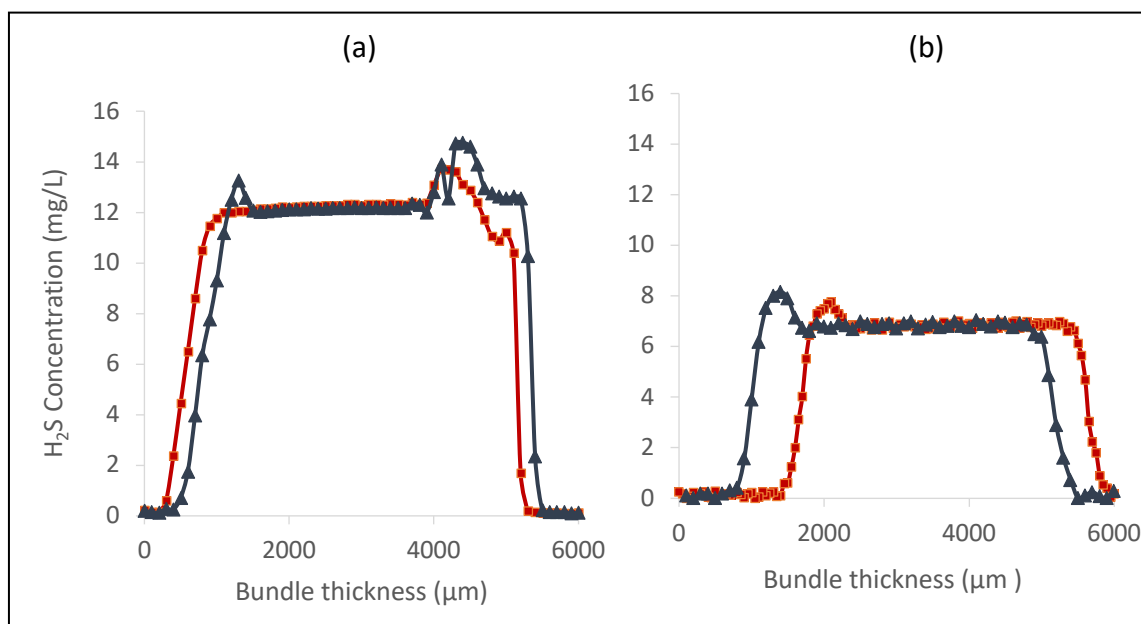 (a)
(b)
H₂S Concentration (mg/L)
16
14
12
10
8
6
4
2
0
0 2000 4000 6000
Bundle thickness (µm)
16
14
12
10
8
6
4
2
0
0 2000 4000 6000
Bundle thickness (µm )